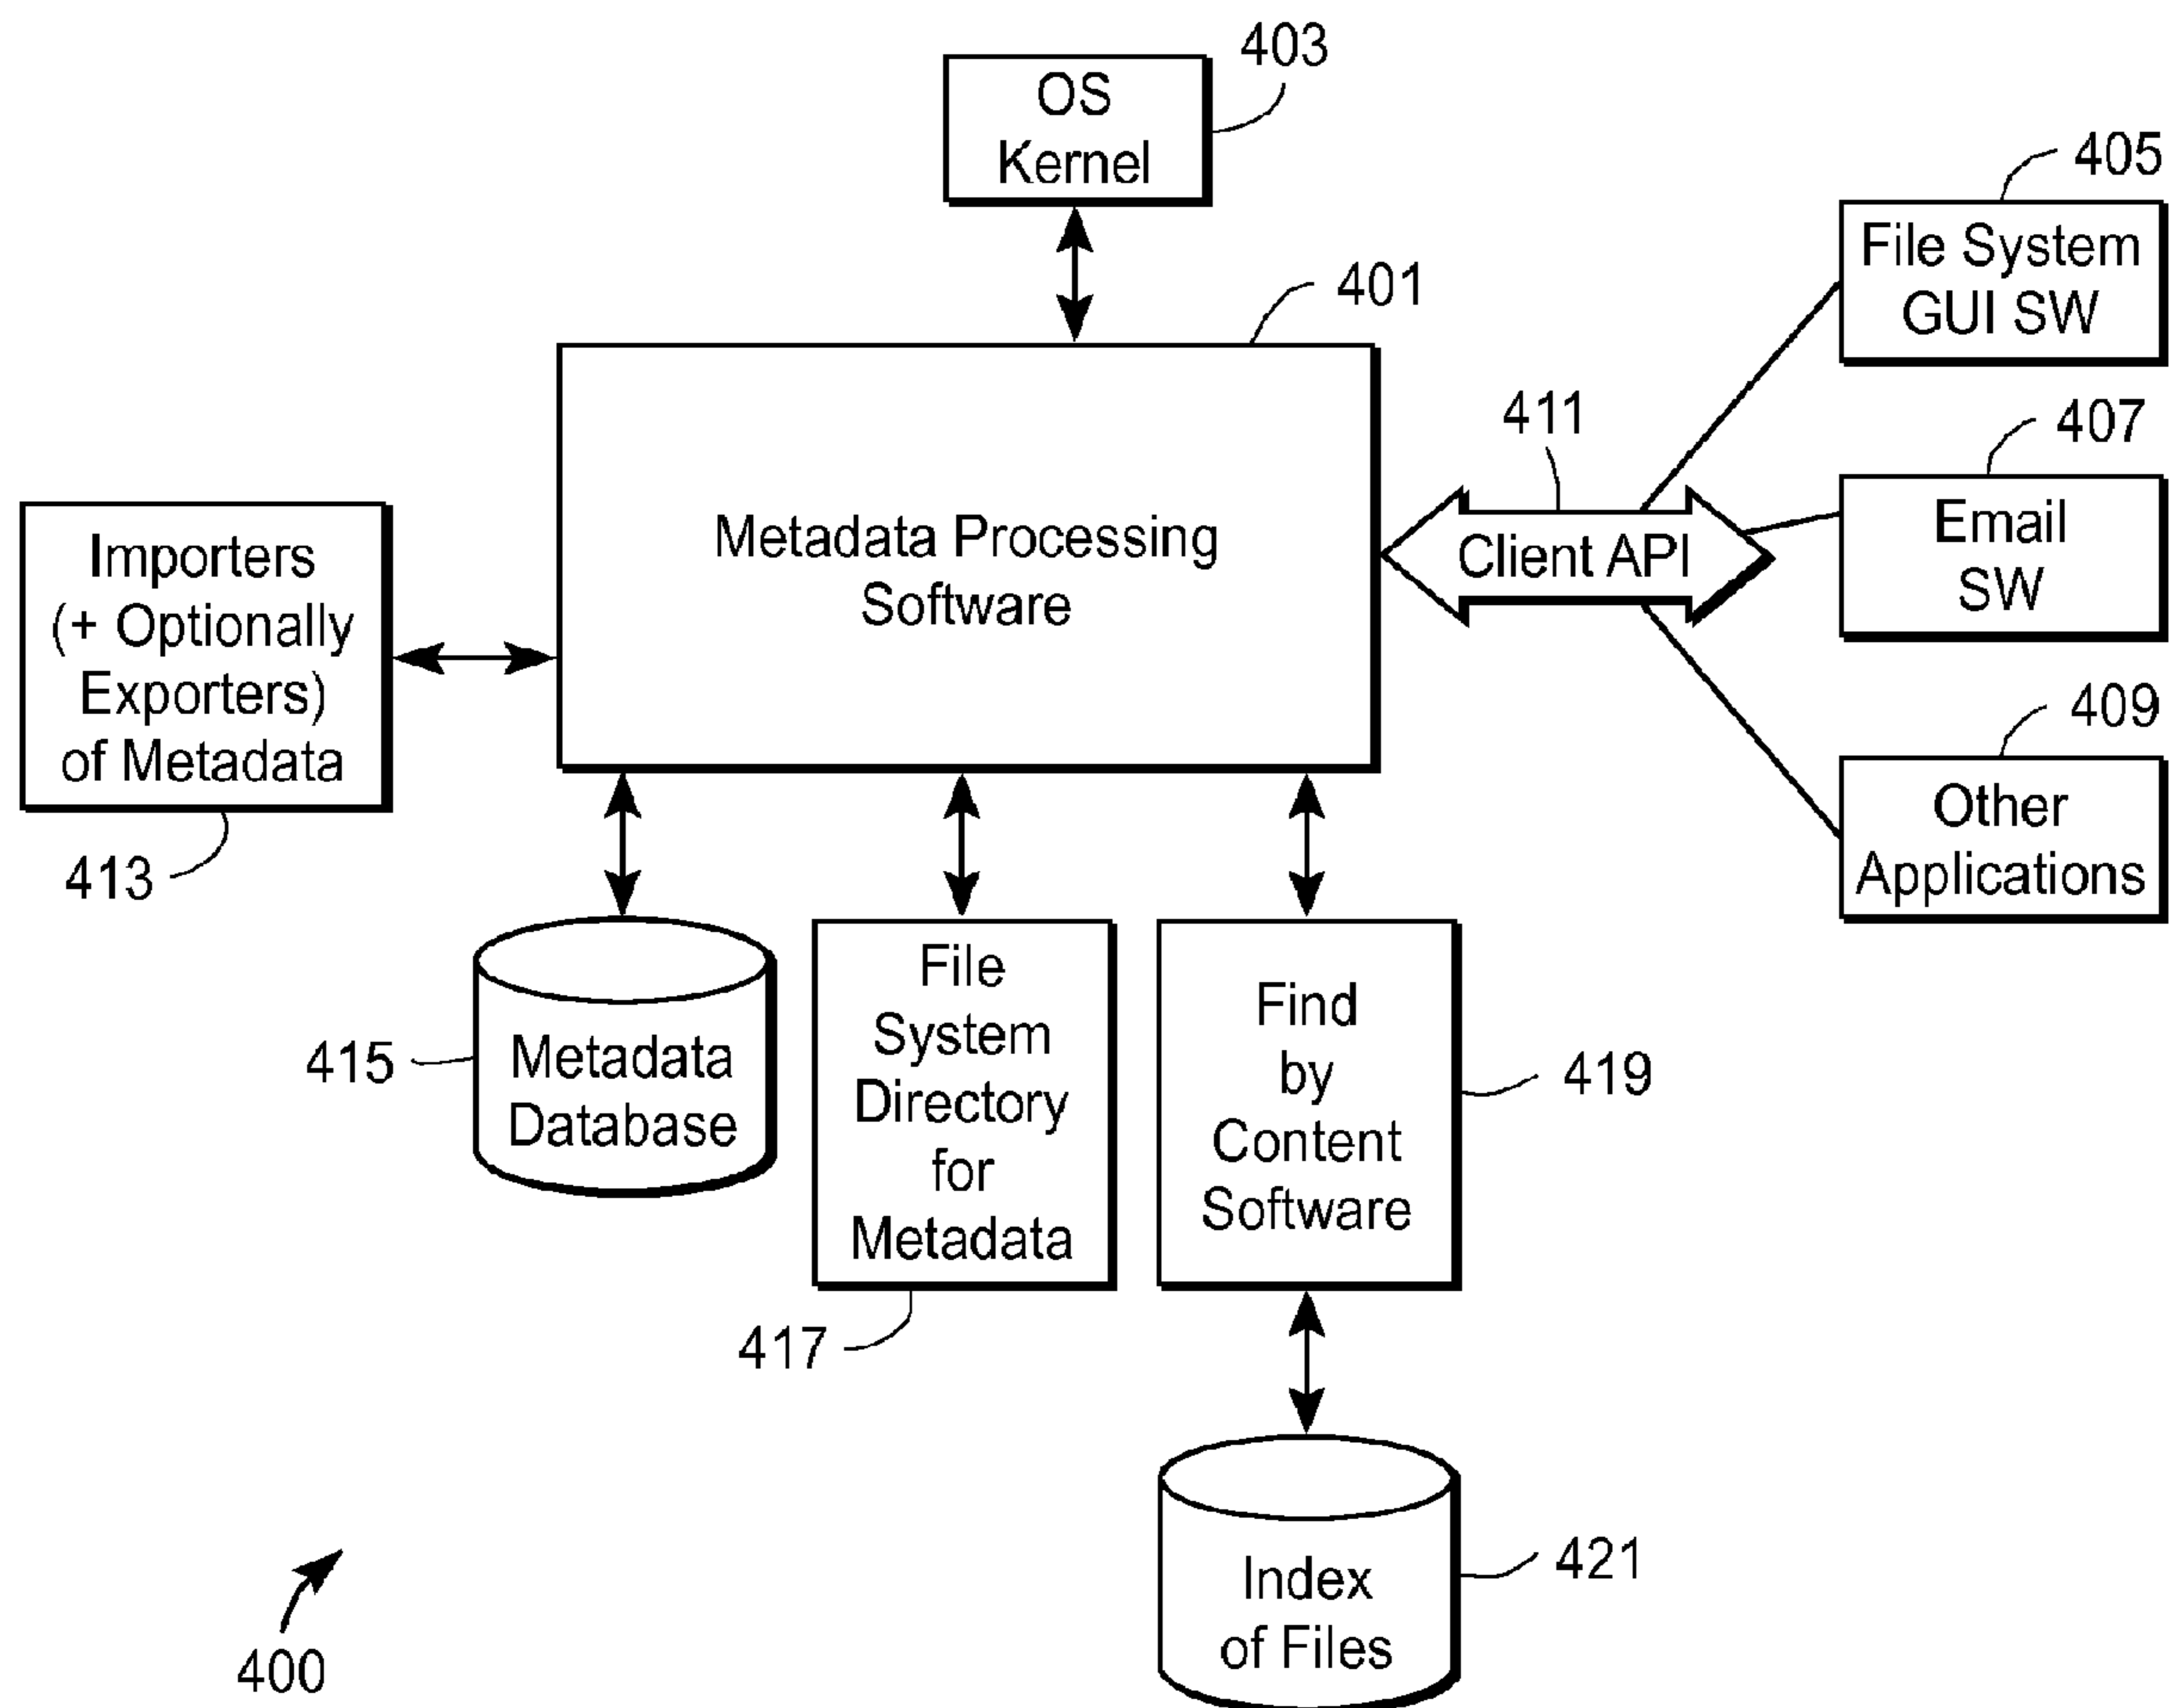 403
OS
Kernel
405
File System
GUI SW
401
411
407
Email
SW
Client API
Metadata Processing
Software
Importers
(+ Optionally
Exporters)
of Metadata
413
409
Other
Applications
415
Metadata
Database
File
System
Directory
for
Metadata
417
Find
by
Content
Software
419
421
Index
of Files
400